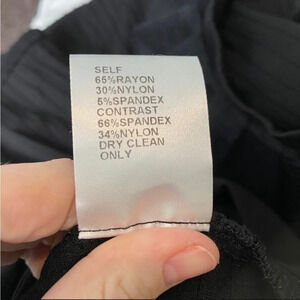 SELF
65%RAYON
30%NYLON
5%SPANDEX
CONTRAST
66%SPANDEX
34%NYLON
DRY CLEAN
ONLY